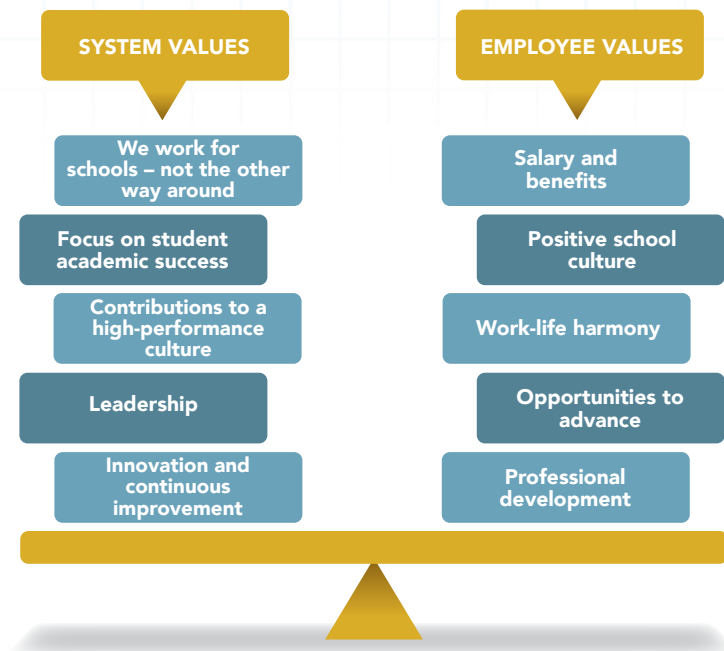 SYSTEM VALUES
We work for
schools – not the other
way around
Focus on student
academic success
Contributions to a
high-performance
culture
Leadership
Innovation and
continuous
improvement
EMPLOYEE VALUES
Salary and
benefits
Positive school
culture
Work-life harmony
Opportunities to
advance
Professional
development